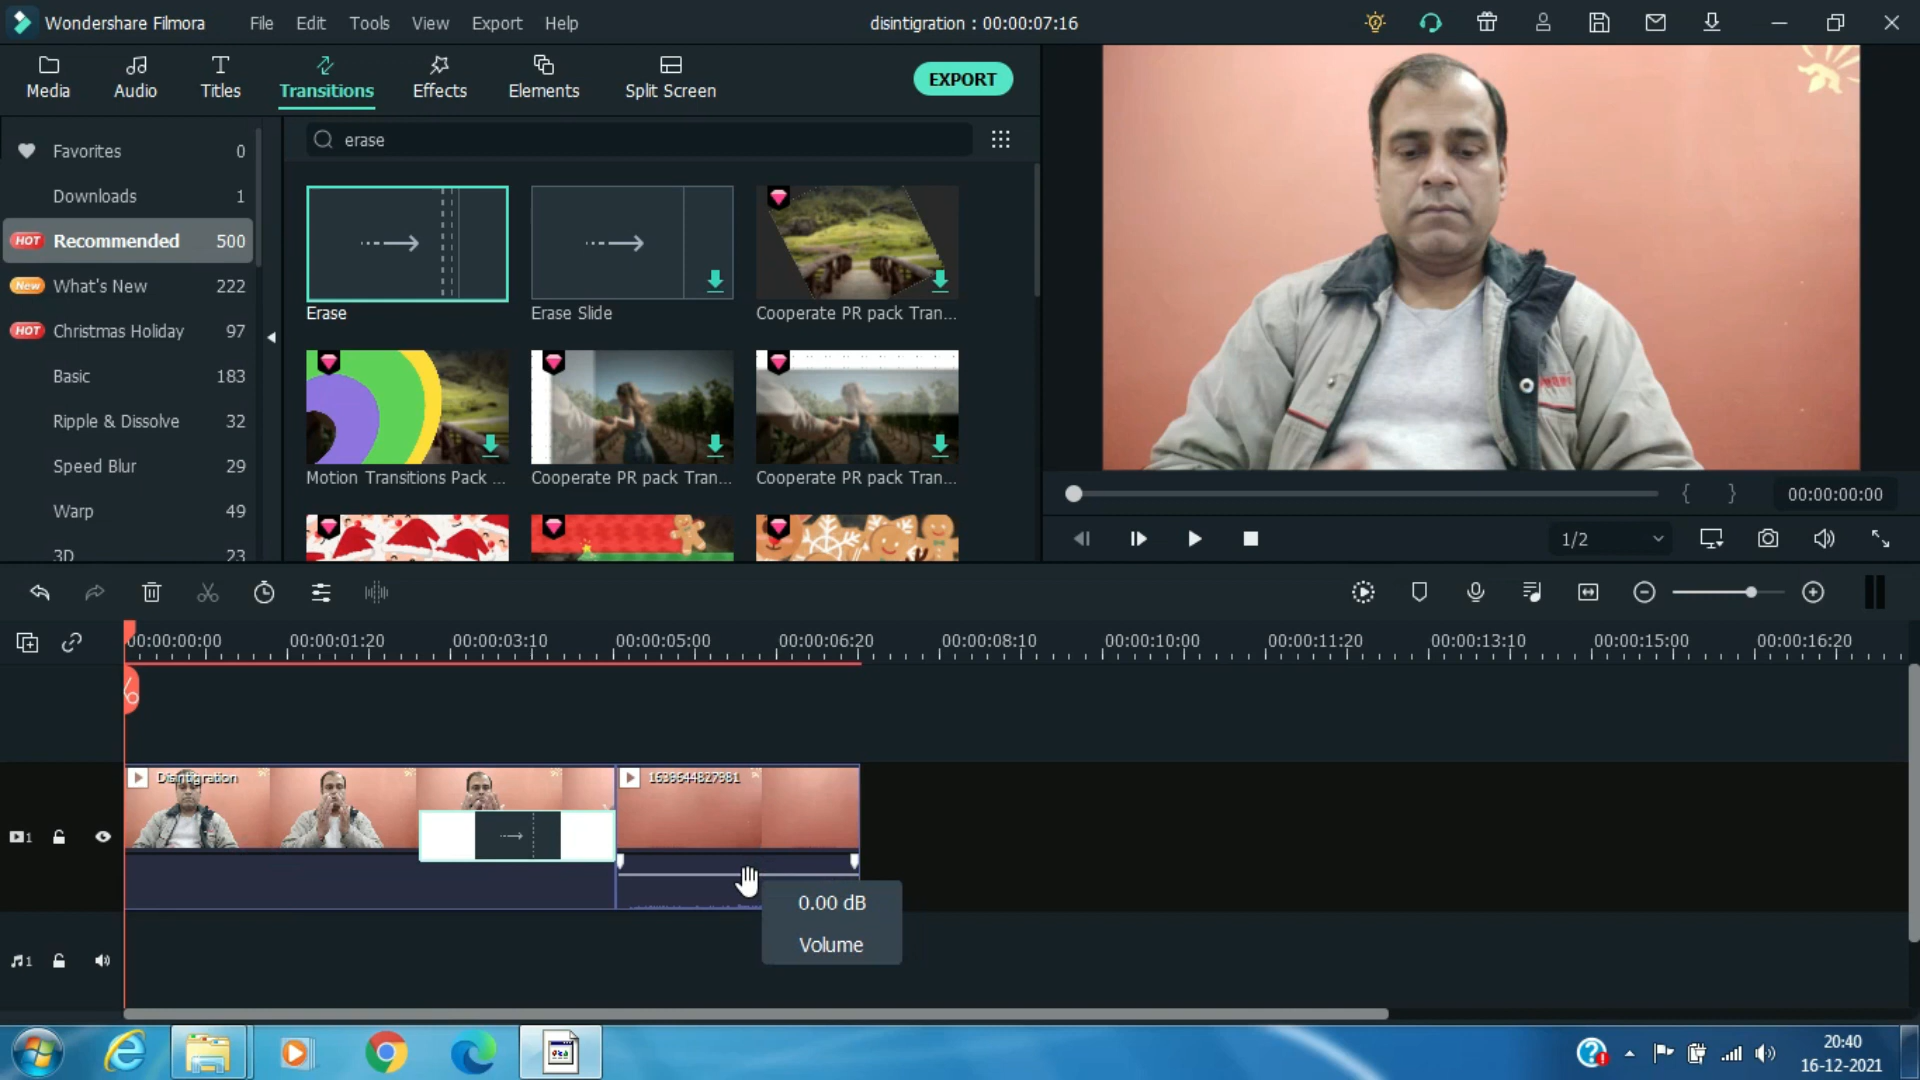 Wondershare Filmora
File Edit Tools View Export Help
disintigration : 00:00:07:16
Media Audio Titles Transitions Effects Elements Split Screen
EXPORT
erase
Favorites 0
Downloads 1
HOT Recommended 500
New What's New 222
HOT Christmas Holiday 97
Basic 183
Ripple & Dissolve 32
Speed Blur 29
Warp 49
3D 23
Erase
Erase Slide
Cooperate PR pack Tran...
Motion Transitions Pack ...
Cooperate PR pack Tran...
Cooperate PR pack Tran...
00:00:00:00
1/2
00:00:00:00 00:00:01:20 00:00:03:10 00:00:05:00 00:00:06:20 00:00:08:10 00:00:10:00 00:00:11:20 00:00:13:10 00:00:15:00 00:00:16:20
Disintigration
1639644827981
1
0.00 dB
Volume
1
20:40
16-12-2021